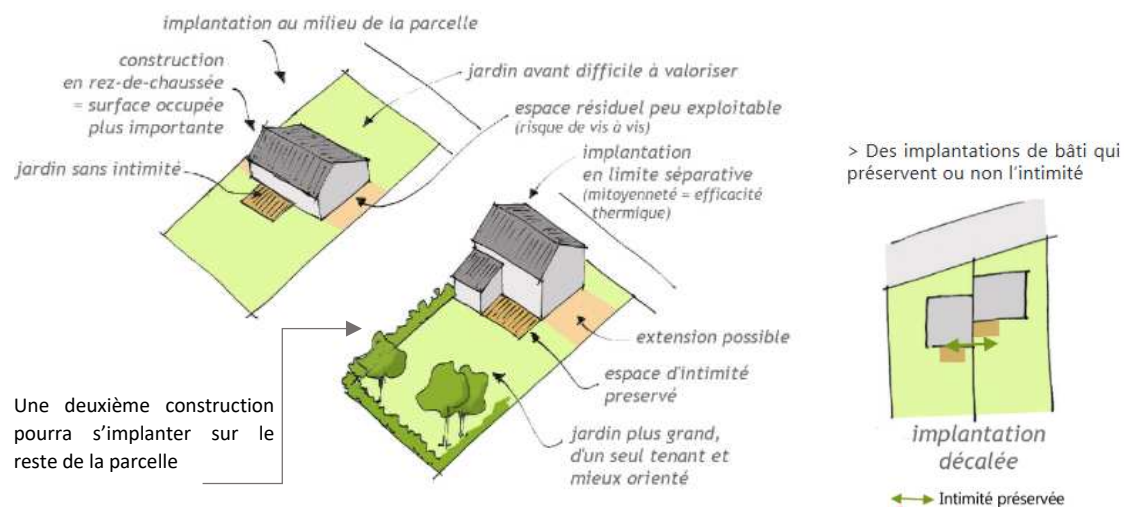 implantation au milieu de la parcelle
construction
en rez-de-chaussée
= surface occupée
plus importante
jardin sans intimité
jardin avant difficile à valoriser
espace résiduel peu exploitable
(risque de vis à vis)
implantation
en limite séparative
(mitoyenneté = efficacité
thermique)
extension possible
espace d'intimité
préservé
jardin plus grand,
d'un seul tenant et
mieux orienté
Une deuxième construction
pourra s'implanter sur le
reste de la parcelle
> Des implantations de bâti qui
préservent ou non l'intimité
implantation
décalée
Intimité préservée